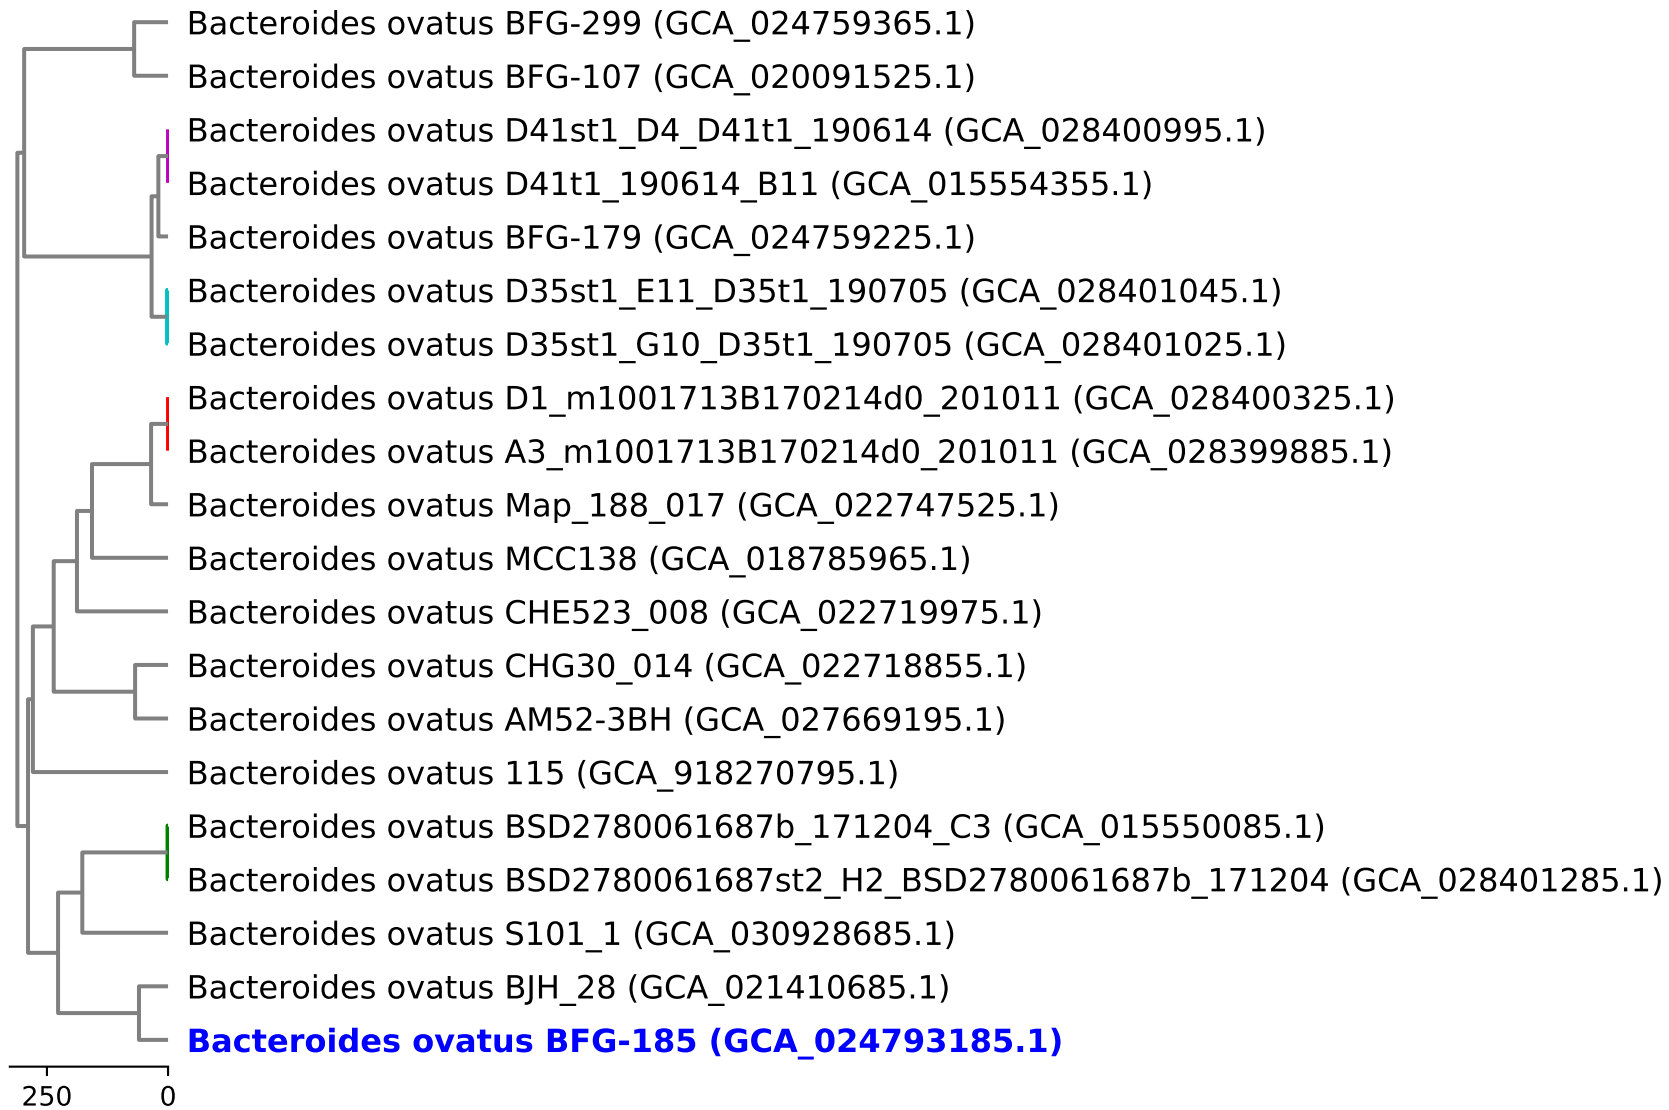 Bacteroides ovatus BFG-299 (GCA_024759365.1)
Bacteroides ovatus BFG-107 (GCA_020091525.1)
Bacteroides ovatus D41st1_D4_D41t1_190614 (GCA_028400995.1)
Bacteroides ovatus D41t1_190614_B11 (GCA_015554355.1)
Bacteroides ovatus BFG-179 (GCA_024759225.1)
Bacteroides ovatus D35st1_E11_D35t1_190705 (GCA_028401045.1)
Bacteroides ovatus D35st1_G10_D35t1_190705 (GCA_028401025.1)
Bacteroides ovatus D1_m1001713B170214d0_201011 (GCA_028400325.1)
Bacteroides ovatus A3_m1001713B170214d0_201011 (GCA_028399885.1)
Bacteroides ovatus Map_188_017 (GCA_022747525.1)
Bacteroides ovatus MCC138 (GCA_018785965.1)
Bacteroides ovatus CHE523_008 (GCA_022719975.1)
Bacteroides ovatus CHG30_014 (GCA_022718855.1)
Bacteroides ovatus AM52-3BH (GCA_027669195.1)
Bacteroides ovatus 115 (GCA_918270795.1)
Bacteroides ovatus BSD2780061687b_171204_C3 (GCA_015550085.1)
Bacteroides ovatus BSD2780061687st2_H2_BSD2780061687b_171204 (GCA_028401285.1)
Bacteroides ovatus S101_1 (GCA_030928685.1)
Bacteroides ovatus BJH_28 (GCA_021410685.1)
Bacteroides ovatus BFG-185 (GCA_024793185.1)
250 0